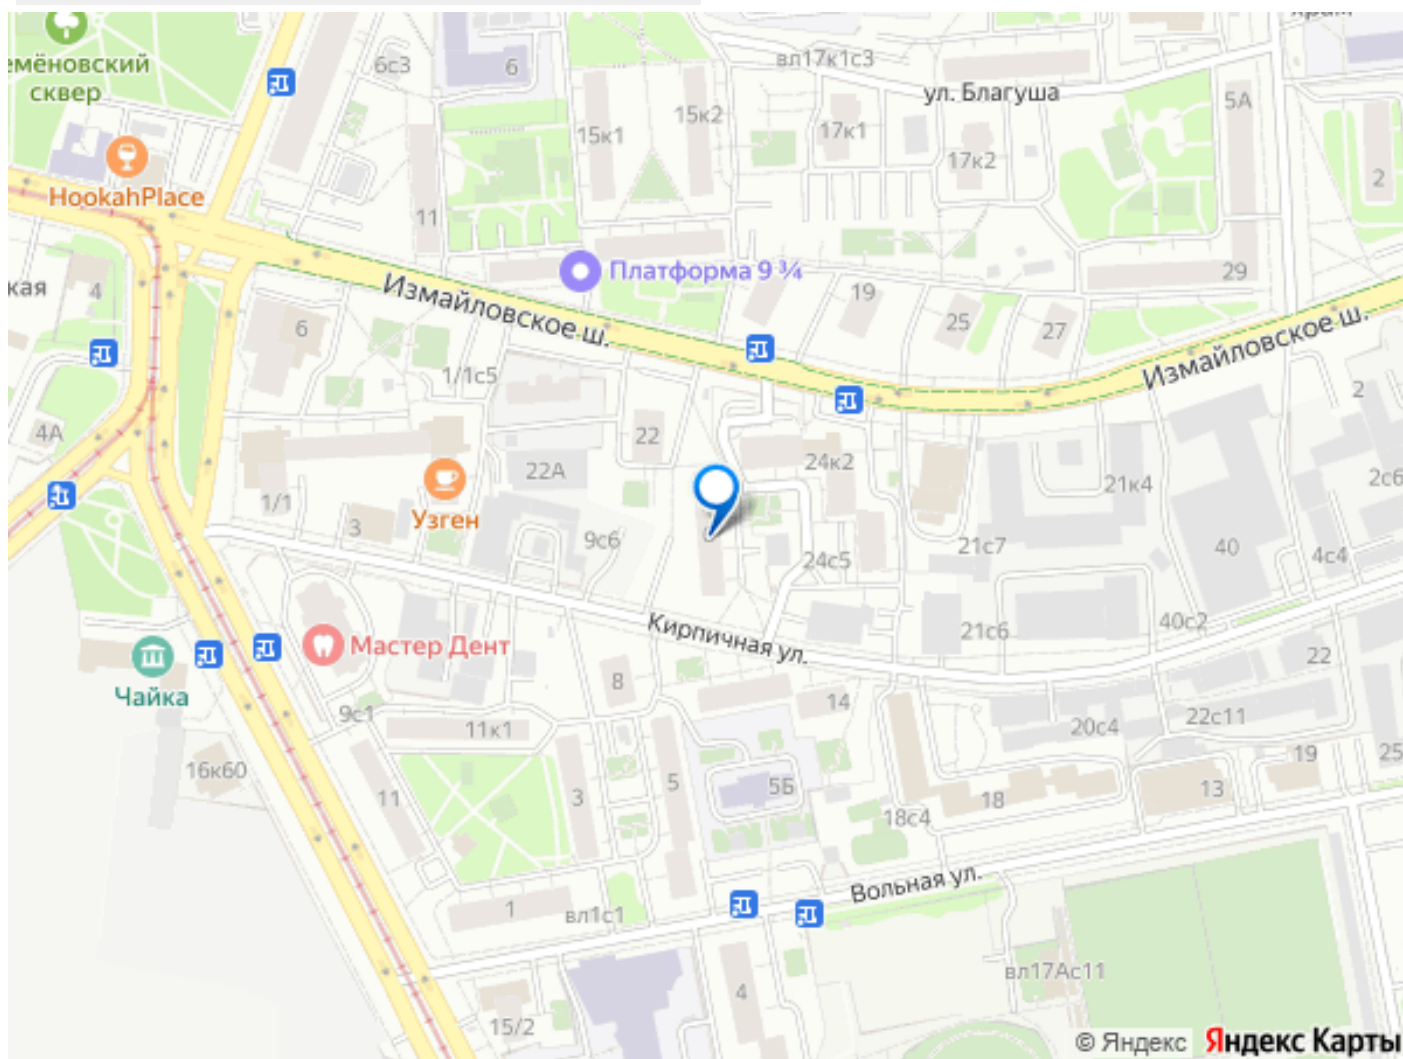 емёновский
сквер
6с3
6
вл17к1с3
храм
ул. Благуша
5А
15к1
15к2
17к1
17к2
2
HookahPlace
11
кая
4
Платформа 9 ¾
29
Измайловское ш.
19
25
27
Измайловское ш.
6
1/1с5
2
4А
22
24к2
22А
1/1
Узген
3
9с6
21к4
2с6
24с5
21с7
40
4с4
Кирпичная ул.
21с6
40с2
Мастер Дент
22
Чайка
8
9с1
14
11к1
20с4
22с11
16к60
11
3
5
5Б
18
19
25
13
18с4
Вольная ул.
1
вл1с1
вл17Ас11
4
15/2
© Яндекс Яндекс Карты